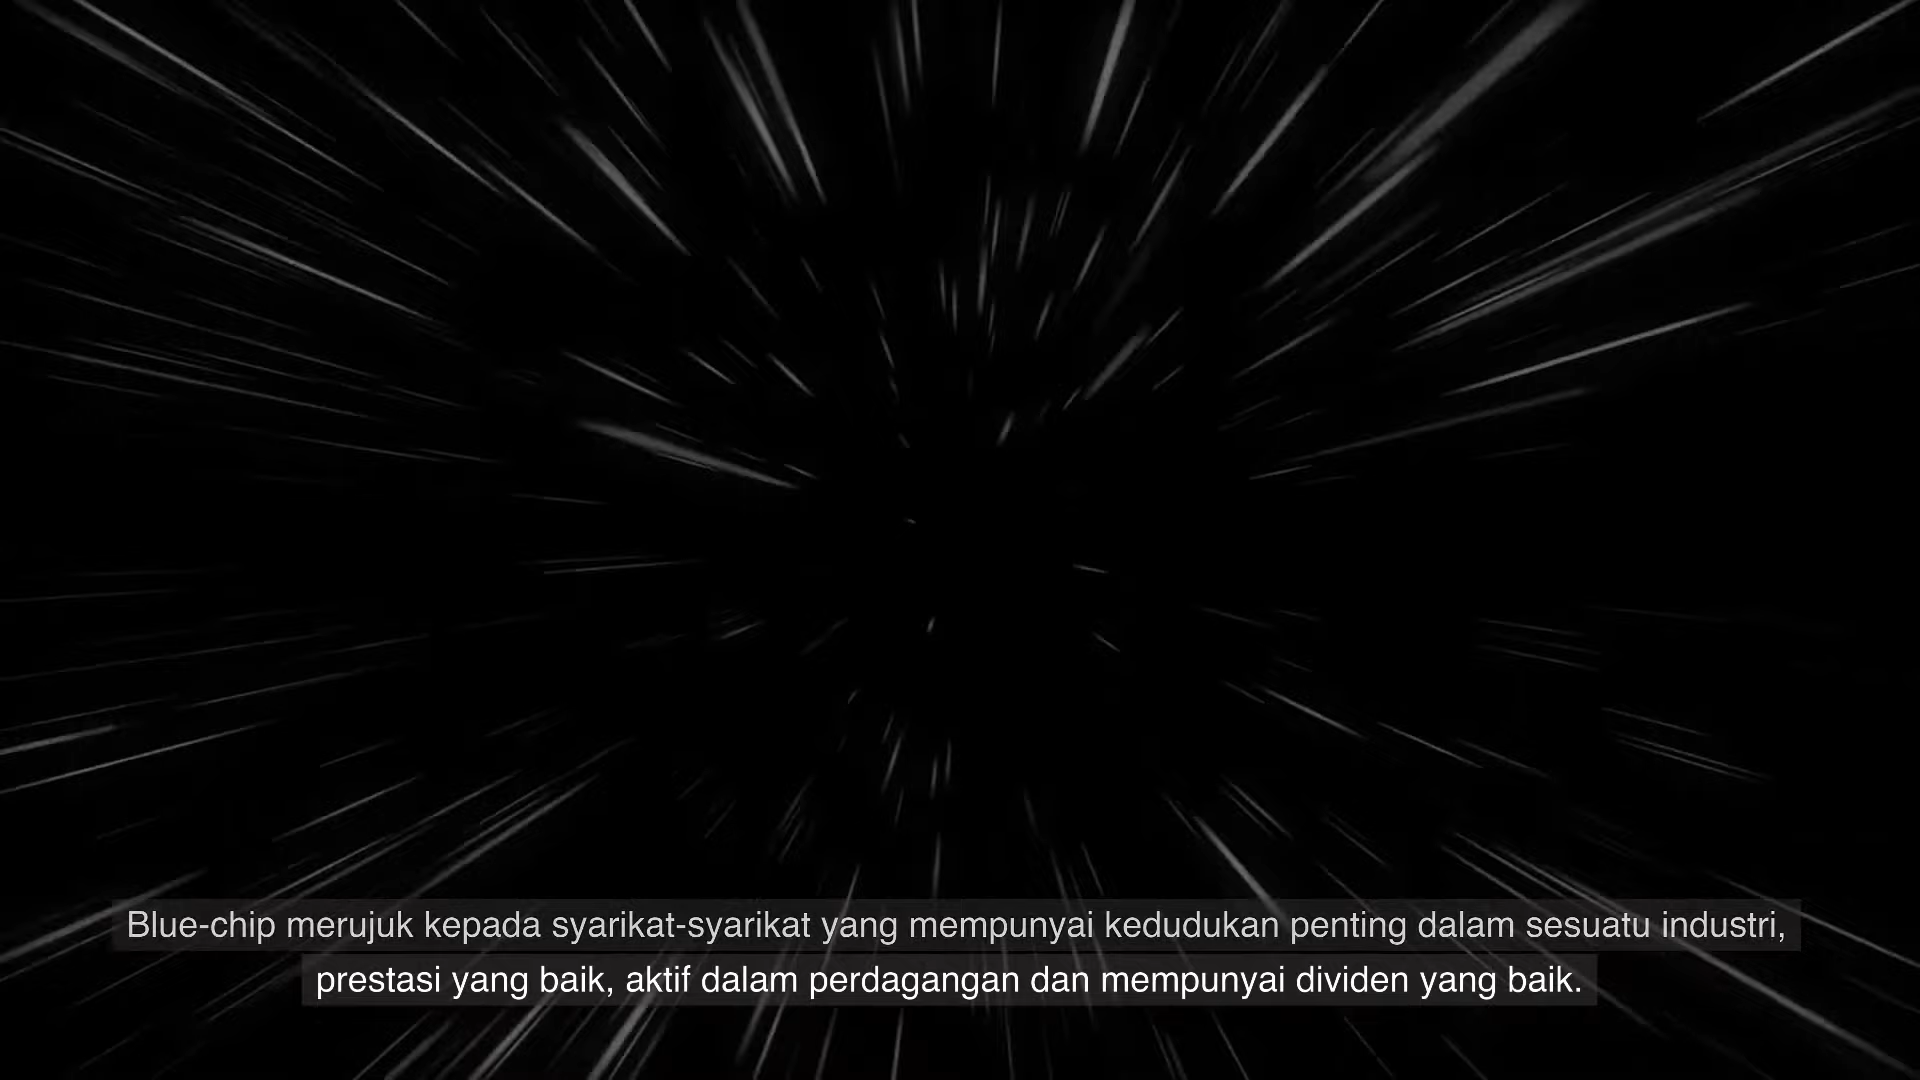 Blue-chip merujuk kepada syarikat-syarikat yang mempunyai kedudukan penting dalam sesuatu industri,
prestasi yang baik, aktif dalam perdagangan dan mempunyai dividen yang baik.